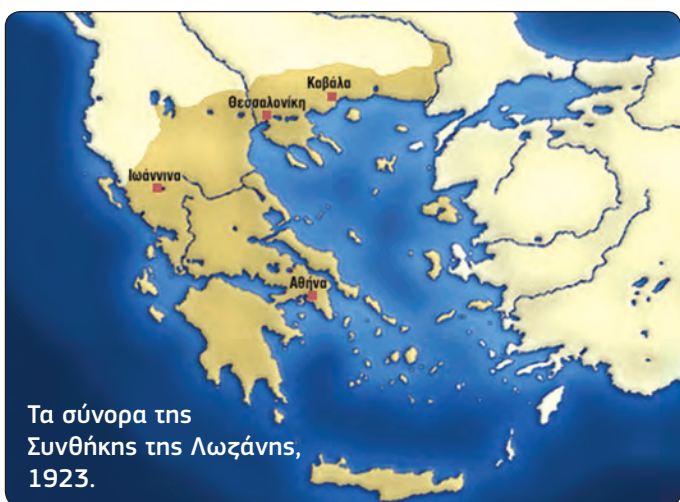 Καβάλα
Θεσσαλονίκη
Ιωάννινα
Αθήνα
Τα σύνορα της
Συνθήκης της Λωζάνης,
1923.